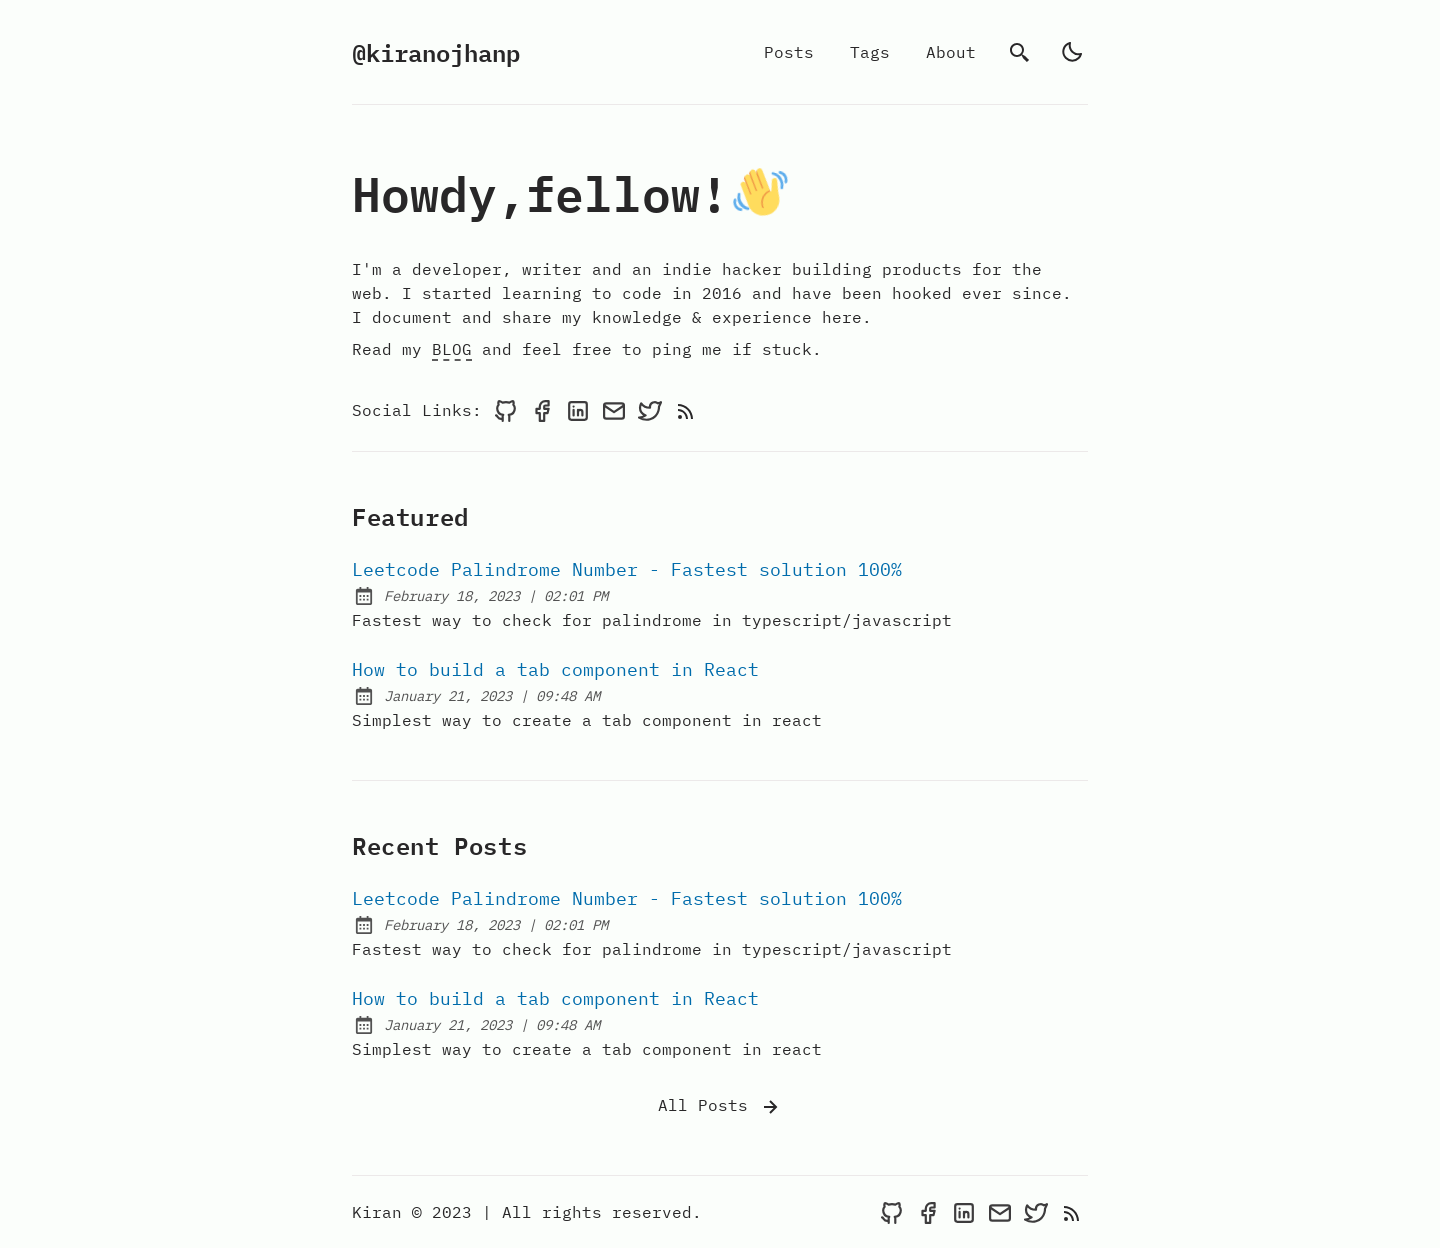 @kiranojhanp
Posts Tags About
Howdy,fellow!
I'm a developer, writer and an indie hacker building products for the
web. I started learning to code in 2016 and have been hooked ever since.
I document and share my knowledge & experience here.
Read my BLOG and feel free to ping me if stuck.
Social Links:
Featured
Leetcode Palindrome Number - Fastest solution 100%
February 18, 2023 | 02:01 PM
Fastest way to check for palindrome in typescript/javascript
How to build a tab component in React
January 21, 2023 | 09:48 AM
Simplest way to create a tab component in react
Recent Posts
Leetcode Palindrome Number - Fastest solution 100%
February 18, 2023 | 02:01 PM
Fastest way to check for palindrome in typescript/javascript
How to build a tab component in React
January 21, 2023 | 09:48 AM
Simplest way to create a tab component in react
All Posts
Kiran © 2023 | All rights reserved.